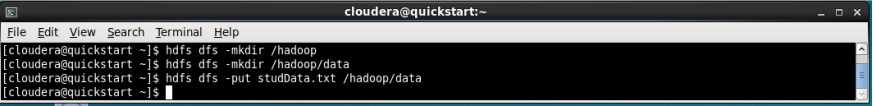 cloudera@quickstart:~
File Edit View Search Terminal Help
[cloudera@quickstart ~]$ hdfs dfs -mkdir /hadoop
[cloudera@quickstart ~]$ hdfs dfs -mkdir /hadoop/data
[cloudera@quickstart ~]$ hdfs dfs -put studData.txt /hadoop/data
[cloudera@quickstart ~]$